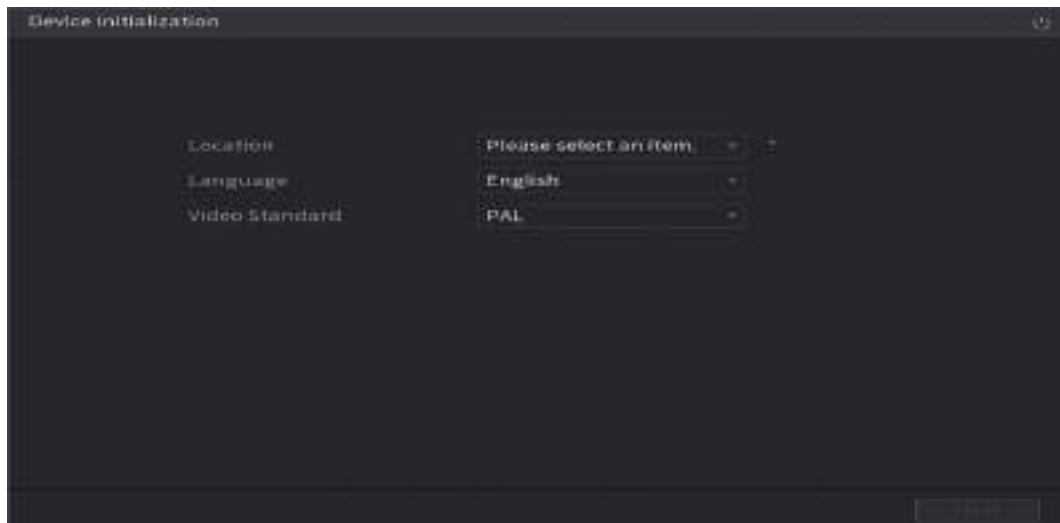 Device Initialization
Location Please select an item. *
Language English
Video Standard PAL